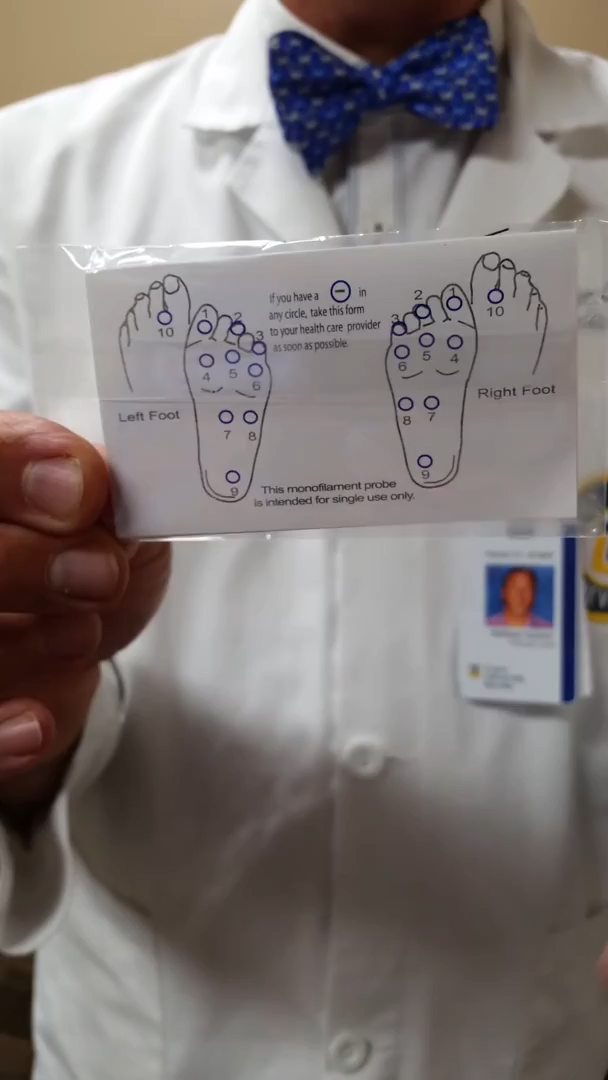 If you have a ⊖ in
any circle, take this form
to your health care provider
as soon as possible.
10
1
2
3
4
5
6
7
8
9
Left Foot
3
2
1
10
6
5
4
8
7
9
Right Foot
This monofilament probe
is intended for single use only.